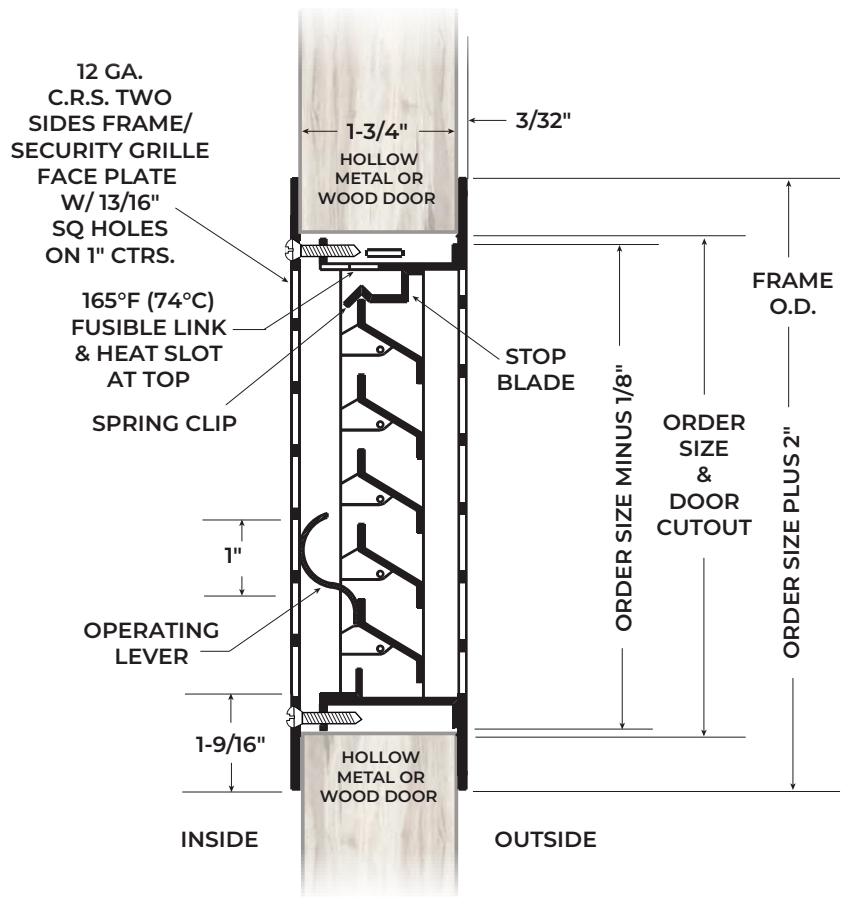 12 GA.
C.R.S. TWO
SIDES FRAME/
SECURITY GRILLE
FACE PLATE
W/ 13/16"
SQ HOLES
ON 1" CTRS.
1-3/4"
HOLLOW
METAL OR
WOOD DOOR
3/32"
165°F (74°C)
FUSIBLE LINK
& HEAT SLOT
AT TOP
SPRING CLIP
STOP
BLADE
FRAME
O.D.
ORDER SIZE MINUS 1/8"
ORDER
SIZE
&
DOOR
CUTOUT
ORDER SIZE PLUS 2"
1"
OPERATING
LEVER
1-9/16"
HOLLOW
METAL OR
WOOD DOOR
INSIDE
OUTSIDE